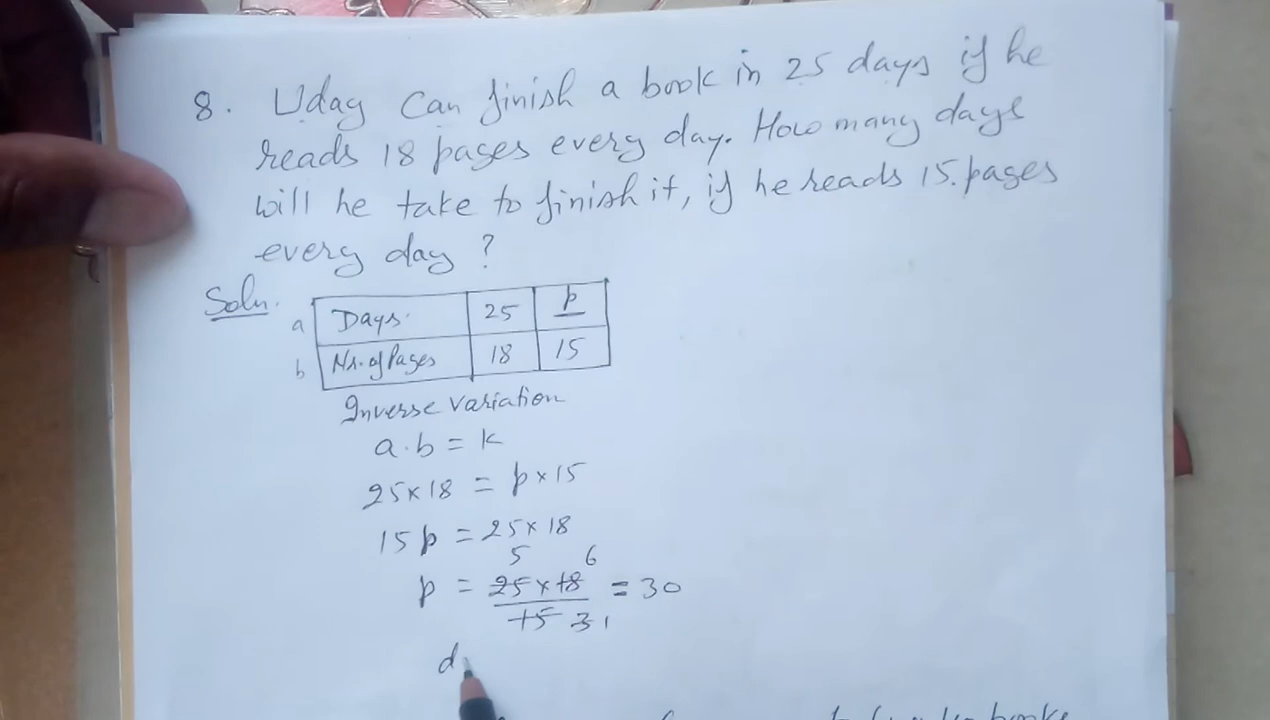 8. Uday can finish a book in 25 days if he
reads 18 pages every day. How many days
will he take to finish it, if he reads 15 pages
every day ?
Soln.
a Days. 25 p
b No. of Pages 18 15
Inverse variation
a.b = k
25×18 = p×15
15p = 25×18
5 6
p = 25×18 = 30
15 3 1
d
books